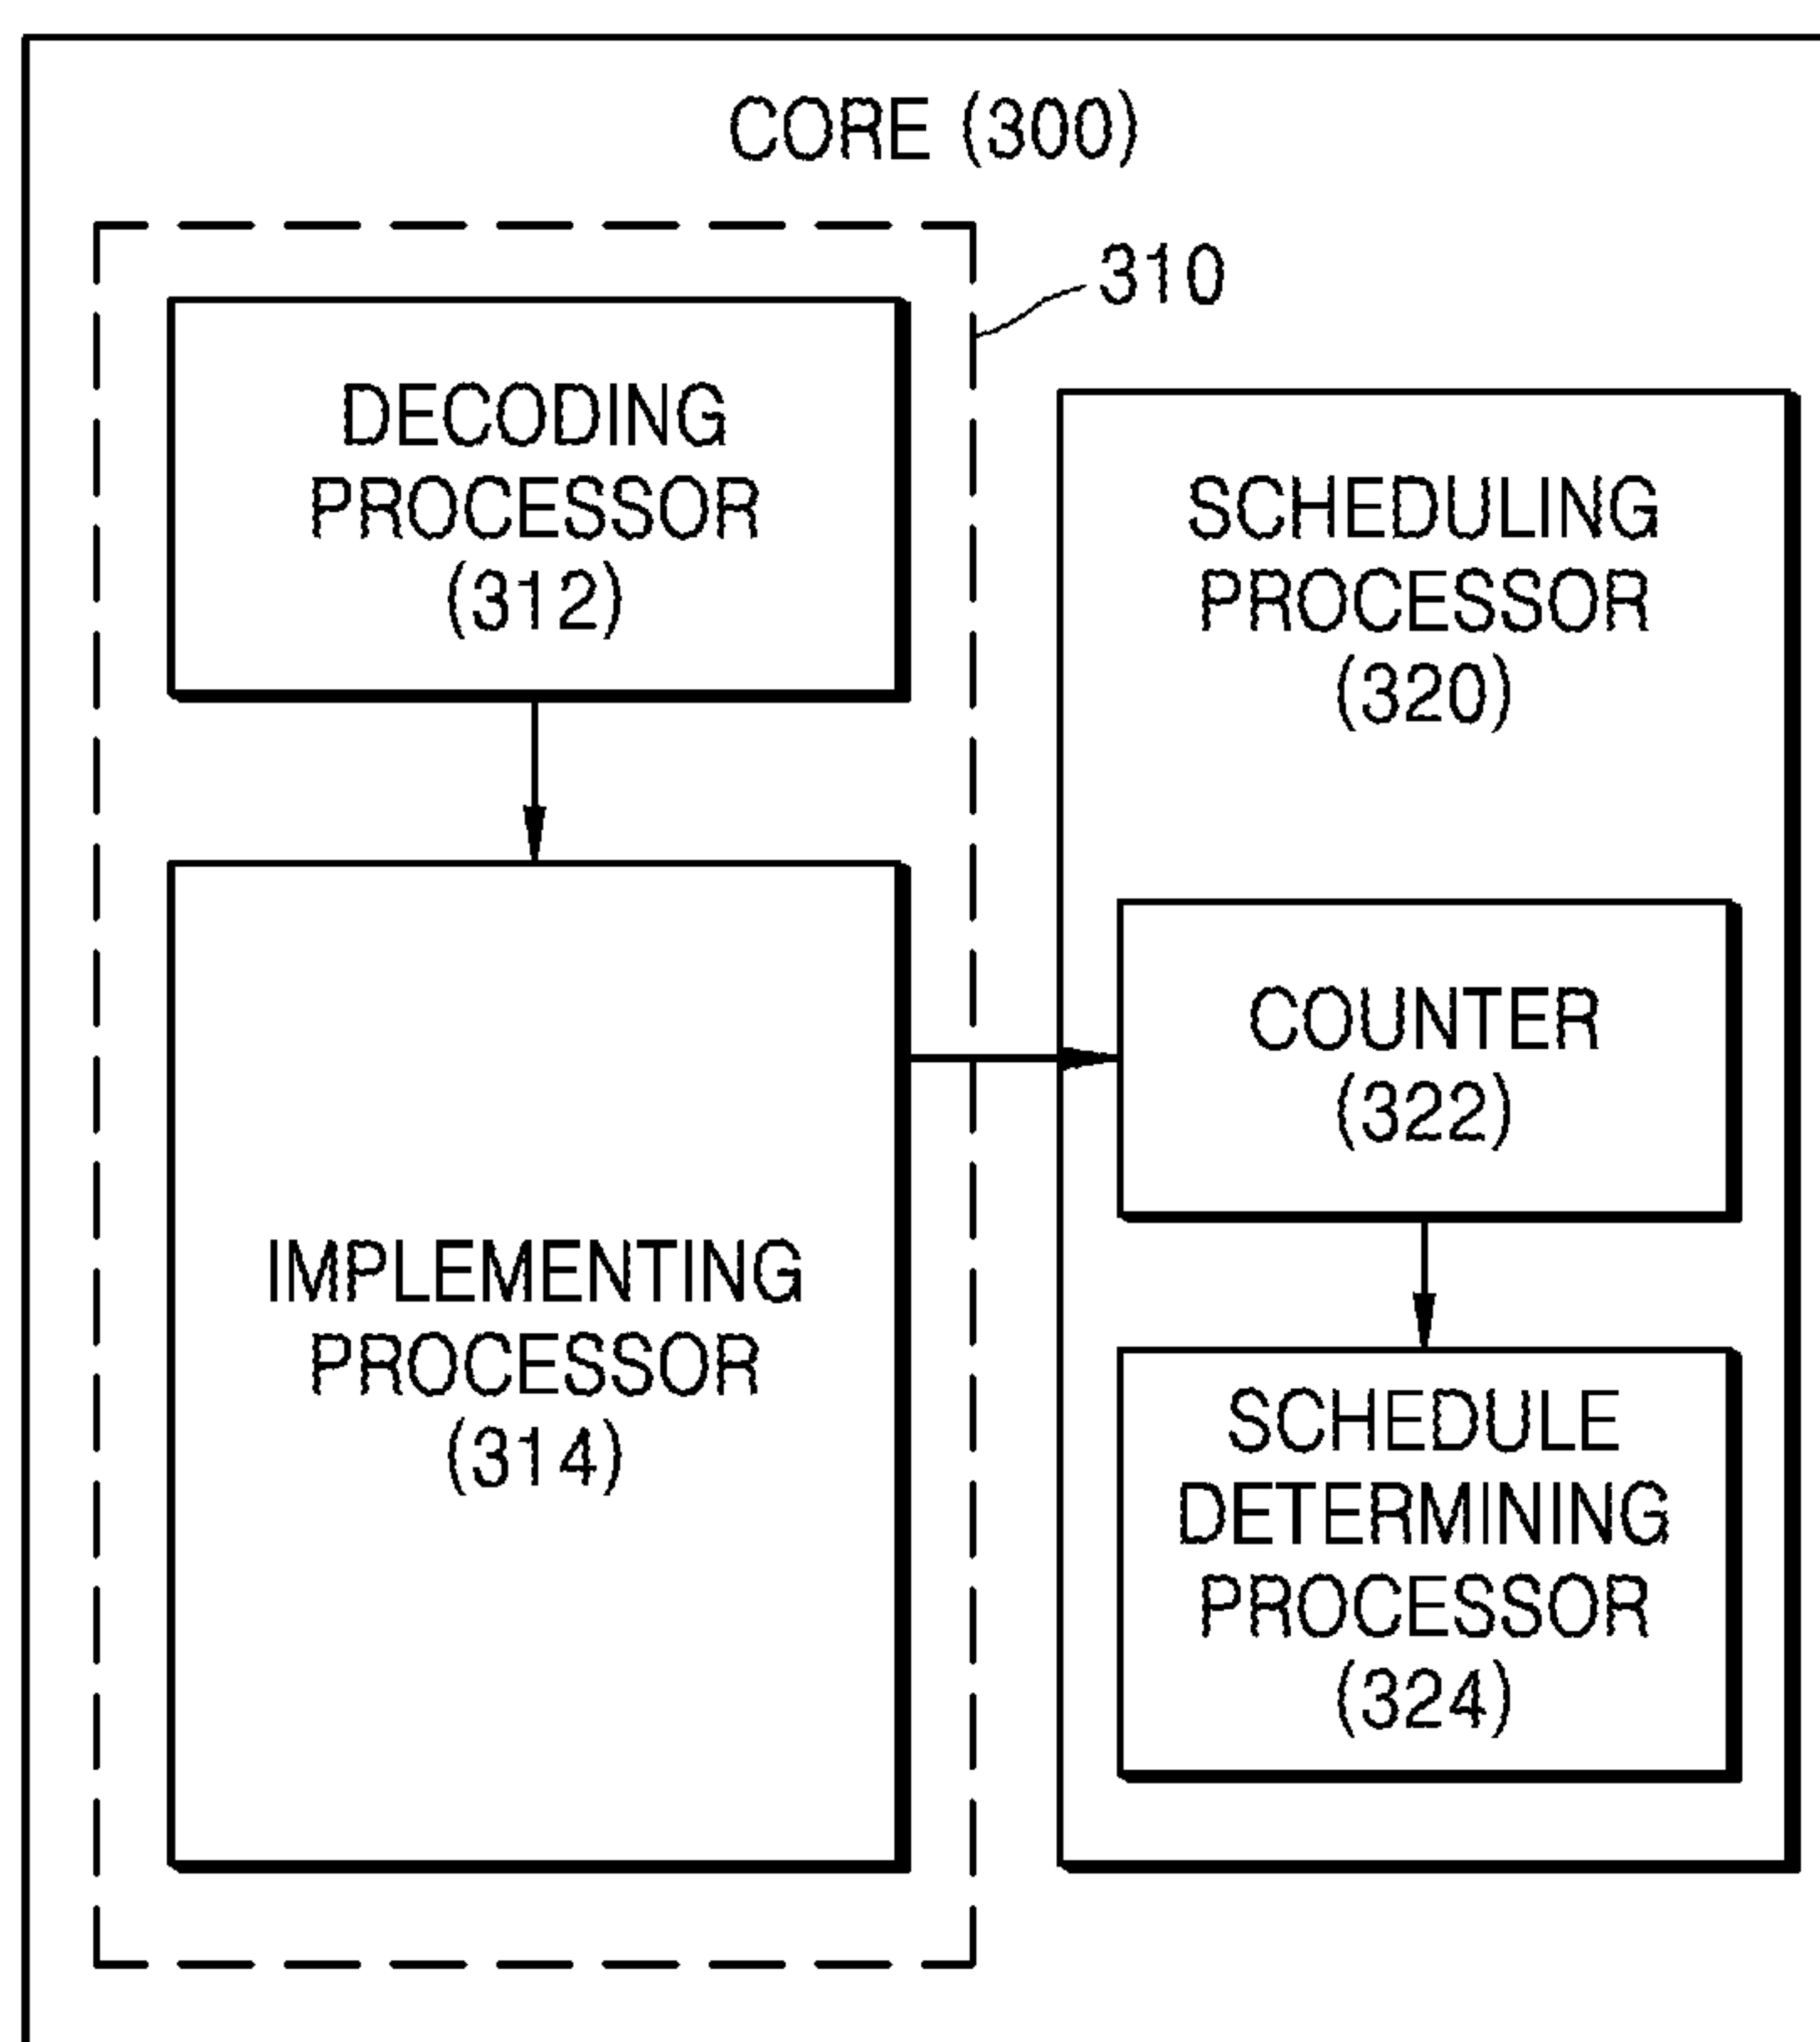 CORE (300)
310
DECODING
PROCESSOR
(312)
SCHEDULING
PROCESSOR
(320)
COUNTER
(322)
IMPLEMENTING
PROCESSOR
(314)
SCHEDULE
DETERMINING
PROCESSOR
(324)